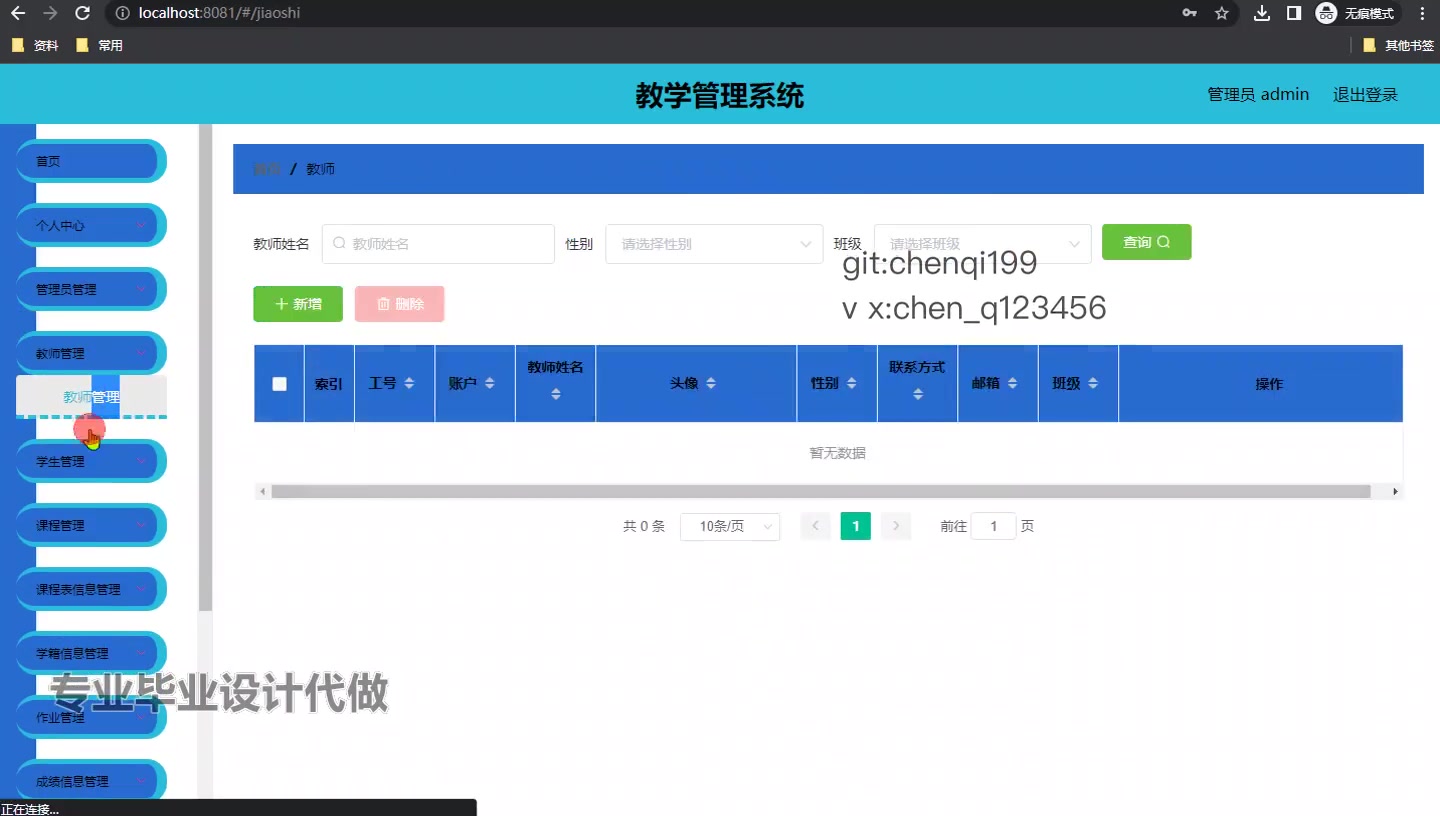 localhost:8081/#/jiaoshi
无痕模式
资料
常用
其他书签
教学管理系统
管理员 admin
退出登录
首页
个人中心
管理员管理
教师管理
教师管理
学生管理
课程管理
课程表信息管理
学籍信息管理
作业管理
成绩信息管理
/ 教师
教师姓名
教师姓名
性别
请选择性别
班级
请选择班级
查询
git:chenqi199
v x:chen_q123456
新增
删除
索引
工号
账户
教师姓名
头像
性别
联系方式
邮箱
班级
操作
暂无数据
共 0 条
10条/页
1
前往 1 页
专业毕业设计代做
正在连接...